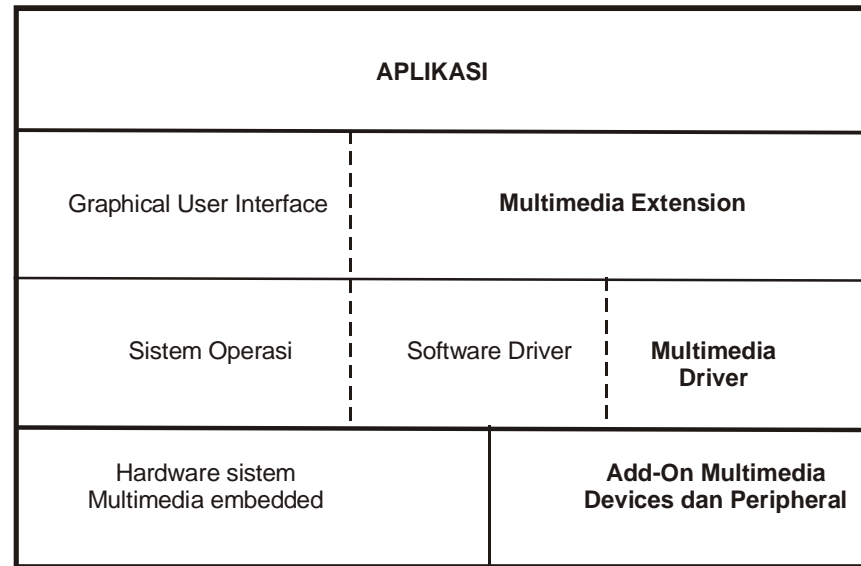 APLIKASI
Graphical User Interface
Multimedia Extension
Sistem Operasi
Software Driver
Multimedia
Driver
Hardware sistem
Multimedia embedded
Add-On Multimedia
Devices dan Peripheral